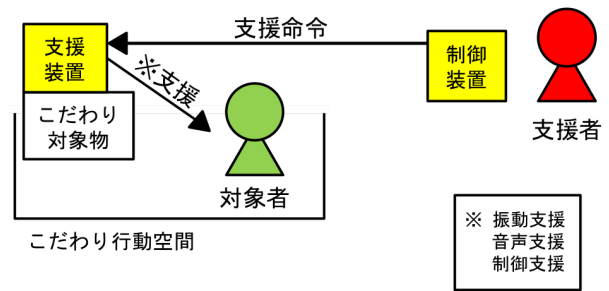 支援命令
支援
装置
制御
装置
※支援
こだわり
対象物
支援者
対象者
こだわり行動空間
※ 振動支援
音声支援
制御支援